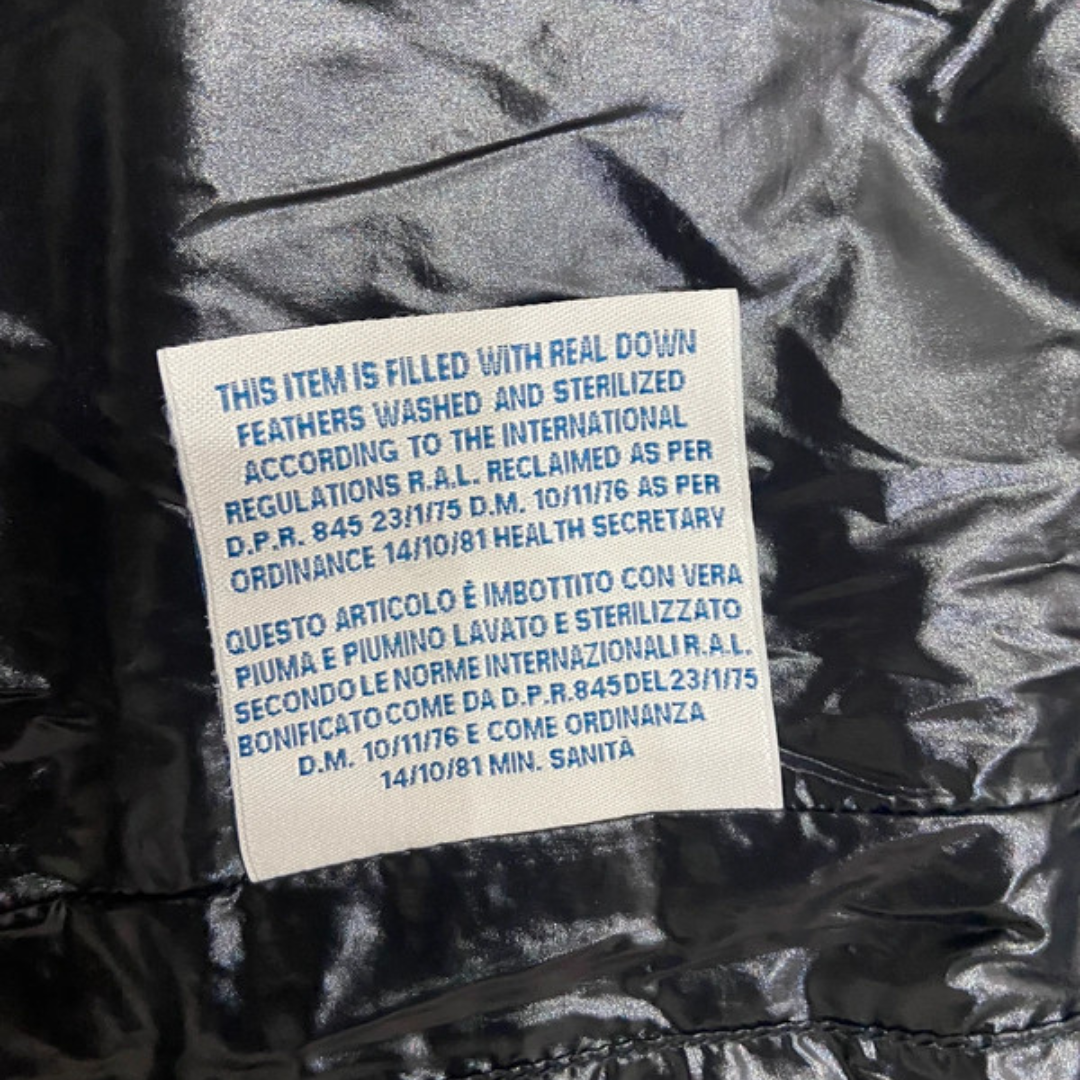 THIS ITEM IS FILLED WITH REAL DOWN
FEATHERS WASHED AND STERILIZED
ACCORDING TO THE INTERNATIONAL
REGULATIONS R.A.L. RECLAIMED AS PER
D.P.R. 845 23/1/75 D.M. 10/11/76 AS PER
ORDINANCE 14/10/81 HEALTH SECRETARY
QUESTO ARTICOLO È IMBOTTITO CON VERA
PIUMA E PIUMINO LAVATO E STERILIZZATO
SECONDO LE NORME INTERNAZIONALI R.A.L.
BONIFICATO COME DA D.P.R.845 DEL 23/1/75
D.M. 10/11/76 E COME ORDINANZA
14/10/81 MIN. SANITÀ